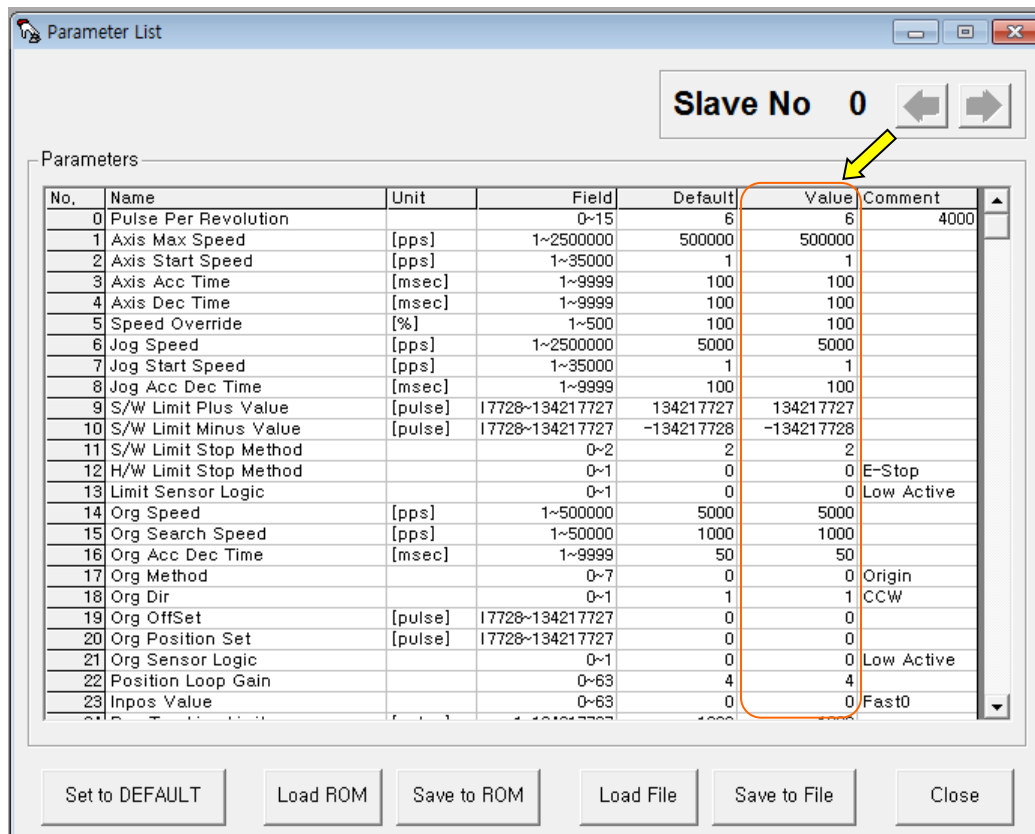 Parameter List
Slave No 0
Parameters
No, Name Unit Field Default Value Comment
0 Pulse Per Revolution 0~15 6 6 4000
1 Axis Max Speed [pps] 1~2500000 500000 500000
2 Axis Start Speed [pps] 1~35000 1 1
3 Axis Acc Time [msec] 1~9999 100 100
4 Axis Dec Time [msec] 1~9999 100 100
5 Speed Override [%] 1~500 100 100
6 Jog Speed [pps] 1~2500000 5000 5000
7 Jog Start Speed [pps] 1~35000 1 1
8 Jog Acc Dec Time [msec] 1~9999 100 100
9 S/W Limit Plus Value [pulse] 17728~134217727 134217727 134217727
10 S/W Limit Minus Value [pulse] 17728~134217727 -134217728 -134217728
11 S/W Limit Stop Method 0~2 2 2
12 H/W Limit Stop Method 0~1 0 0 E-Stop
13 Limit Sensor Logic 0~1 0 0 Low Active
14 Org Speed [pps] 1~500000 5000 5000
15 Org Search Speed [pps] 1~50000 1000 1000
16 Org Acc Dec Time [msec] 1~9999 50 50
17 Org Method 0~7 0 0 Origin
18 Org Dir 0~1 1 1 CCW
19 Org OffSet [pulse] 17728~134217727 0 0
20 Org Position Set [pulse] 17728~134217727 0 0
21 Org Sensor Logic 0~1 0 0 Low Active
22 Position Loop Gain 0~63 4 4
23 Inpos Value 0~63 0 0 Fast0
Set to DEFAULT Load ROM Save to ROM Load File Save to File Close